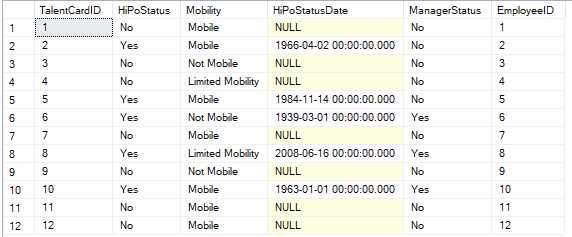 TalentCardID HiPoStatus Mobility HiPoStatusDate ManagerStatus EmployeeID
1 1 No Mobile NULL No 1
2 2 Yes Mobile 1966-04-02 00:00:00.000 No 2
3 3 No Not Mobile NULL No 3
4 4 No Limited Mobility NULL No 4
5 5 Yes Mobile 1984-11-14 00:00:00.000 No 5
6 6 Yes Not Mobile 1939-03-01 00:00:00.000 Yes 6
7 7 No Mobile NULL No 7
8 8 Yes Limited Mobility 2008-06-16 00:00:00.000 Yes 8
9 9 No Not Mobile NULL No 9
10 10 Yes Mobile 1963-01-01 00:00:00.000 Yes 10
11 11 No Mobile NULL No 11
12 12 No Mobile NULL No 12